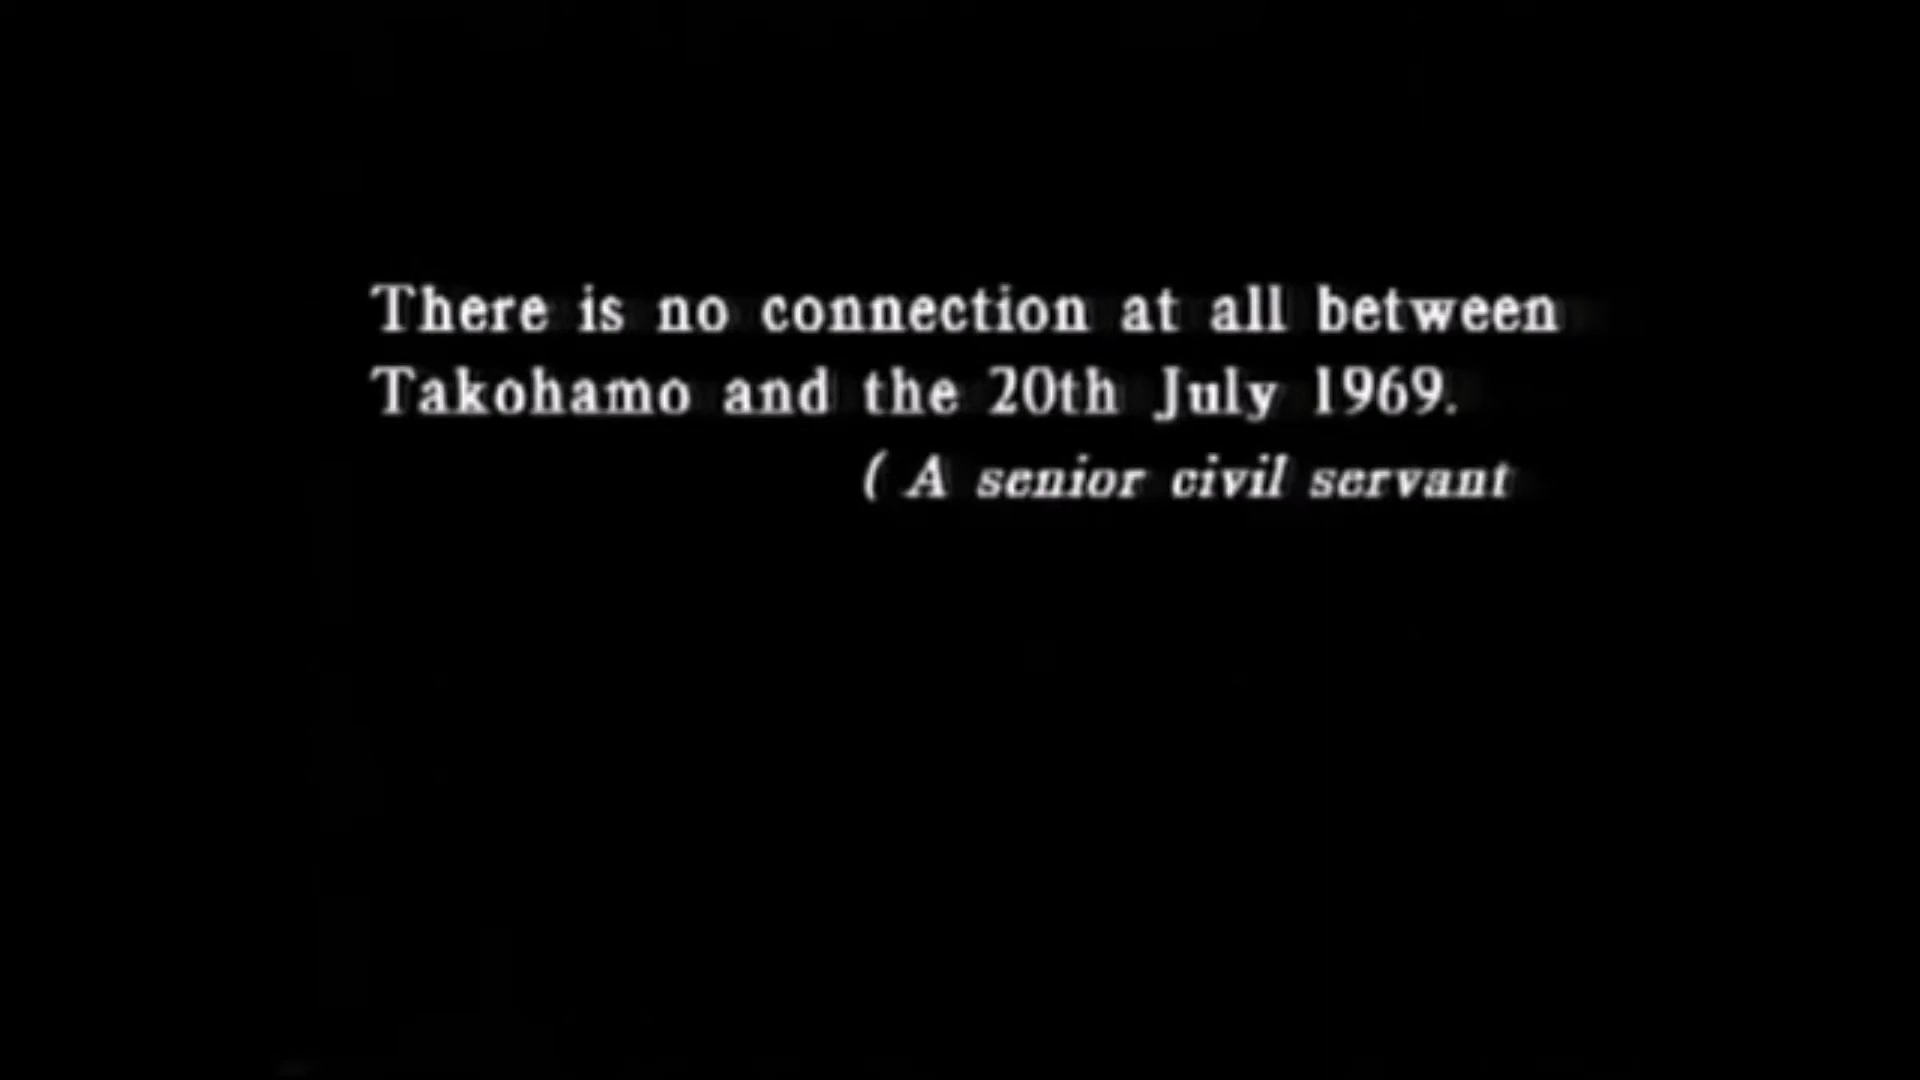 There is no connection at all between
Takohamo and the 20th July 1969.
( A senior civil servant